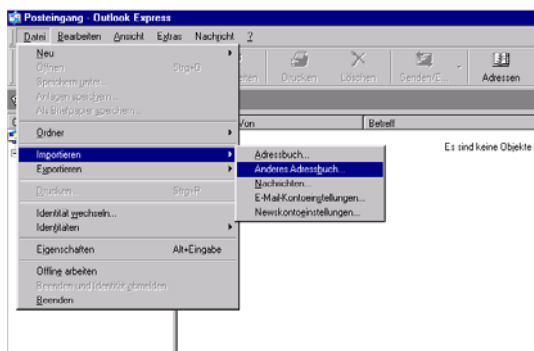 Posteingang - Outlook Express
Datei Bearbeiten Ansicht Extras Nachricht ?
Neu
Öffnen Strg+O
Speichern unter...
Anlagen speichern...
Als Briefpapier speichern...
Ordner
Importieren
Exportieren
Drucken... Strg+P
Identität wechseln...
Identitäten
Eigenschaften Alt+Eingabe
Offline arbeiten
Beenden und Identität abmelden
Beenden
Adressbuch...
Anderes Adressbuch...
Nachrichten...
E-Mail-Kontoeinstellungen...
Newskontoeinstellungen...
Drucken Löschen Senden/E... Adressen
Von Betreff
Es sind keine Objekte